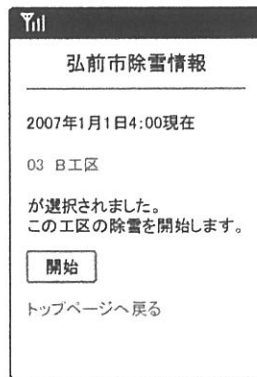 弘前市除雪情報
2007年1月1日4:00現在
03 B工区
が選択されました。
この工区の除雪を開始します。
開始
トップページへ戻る